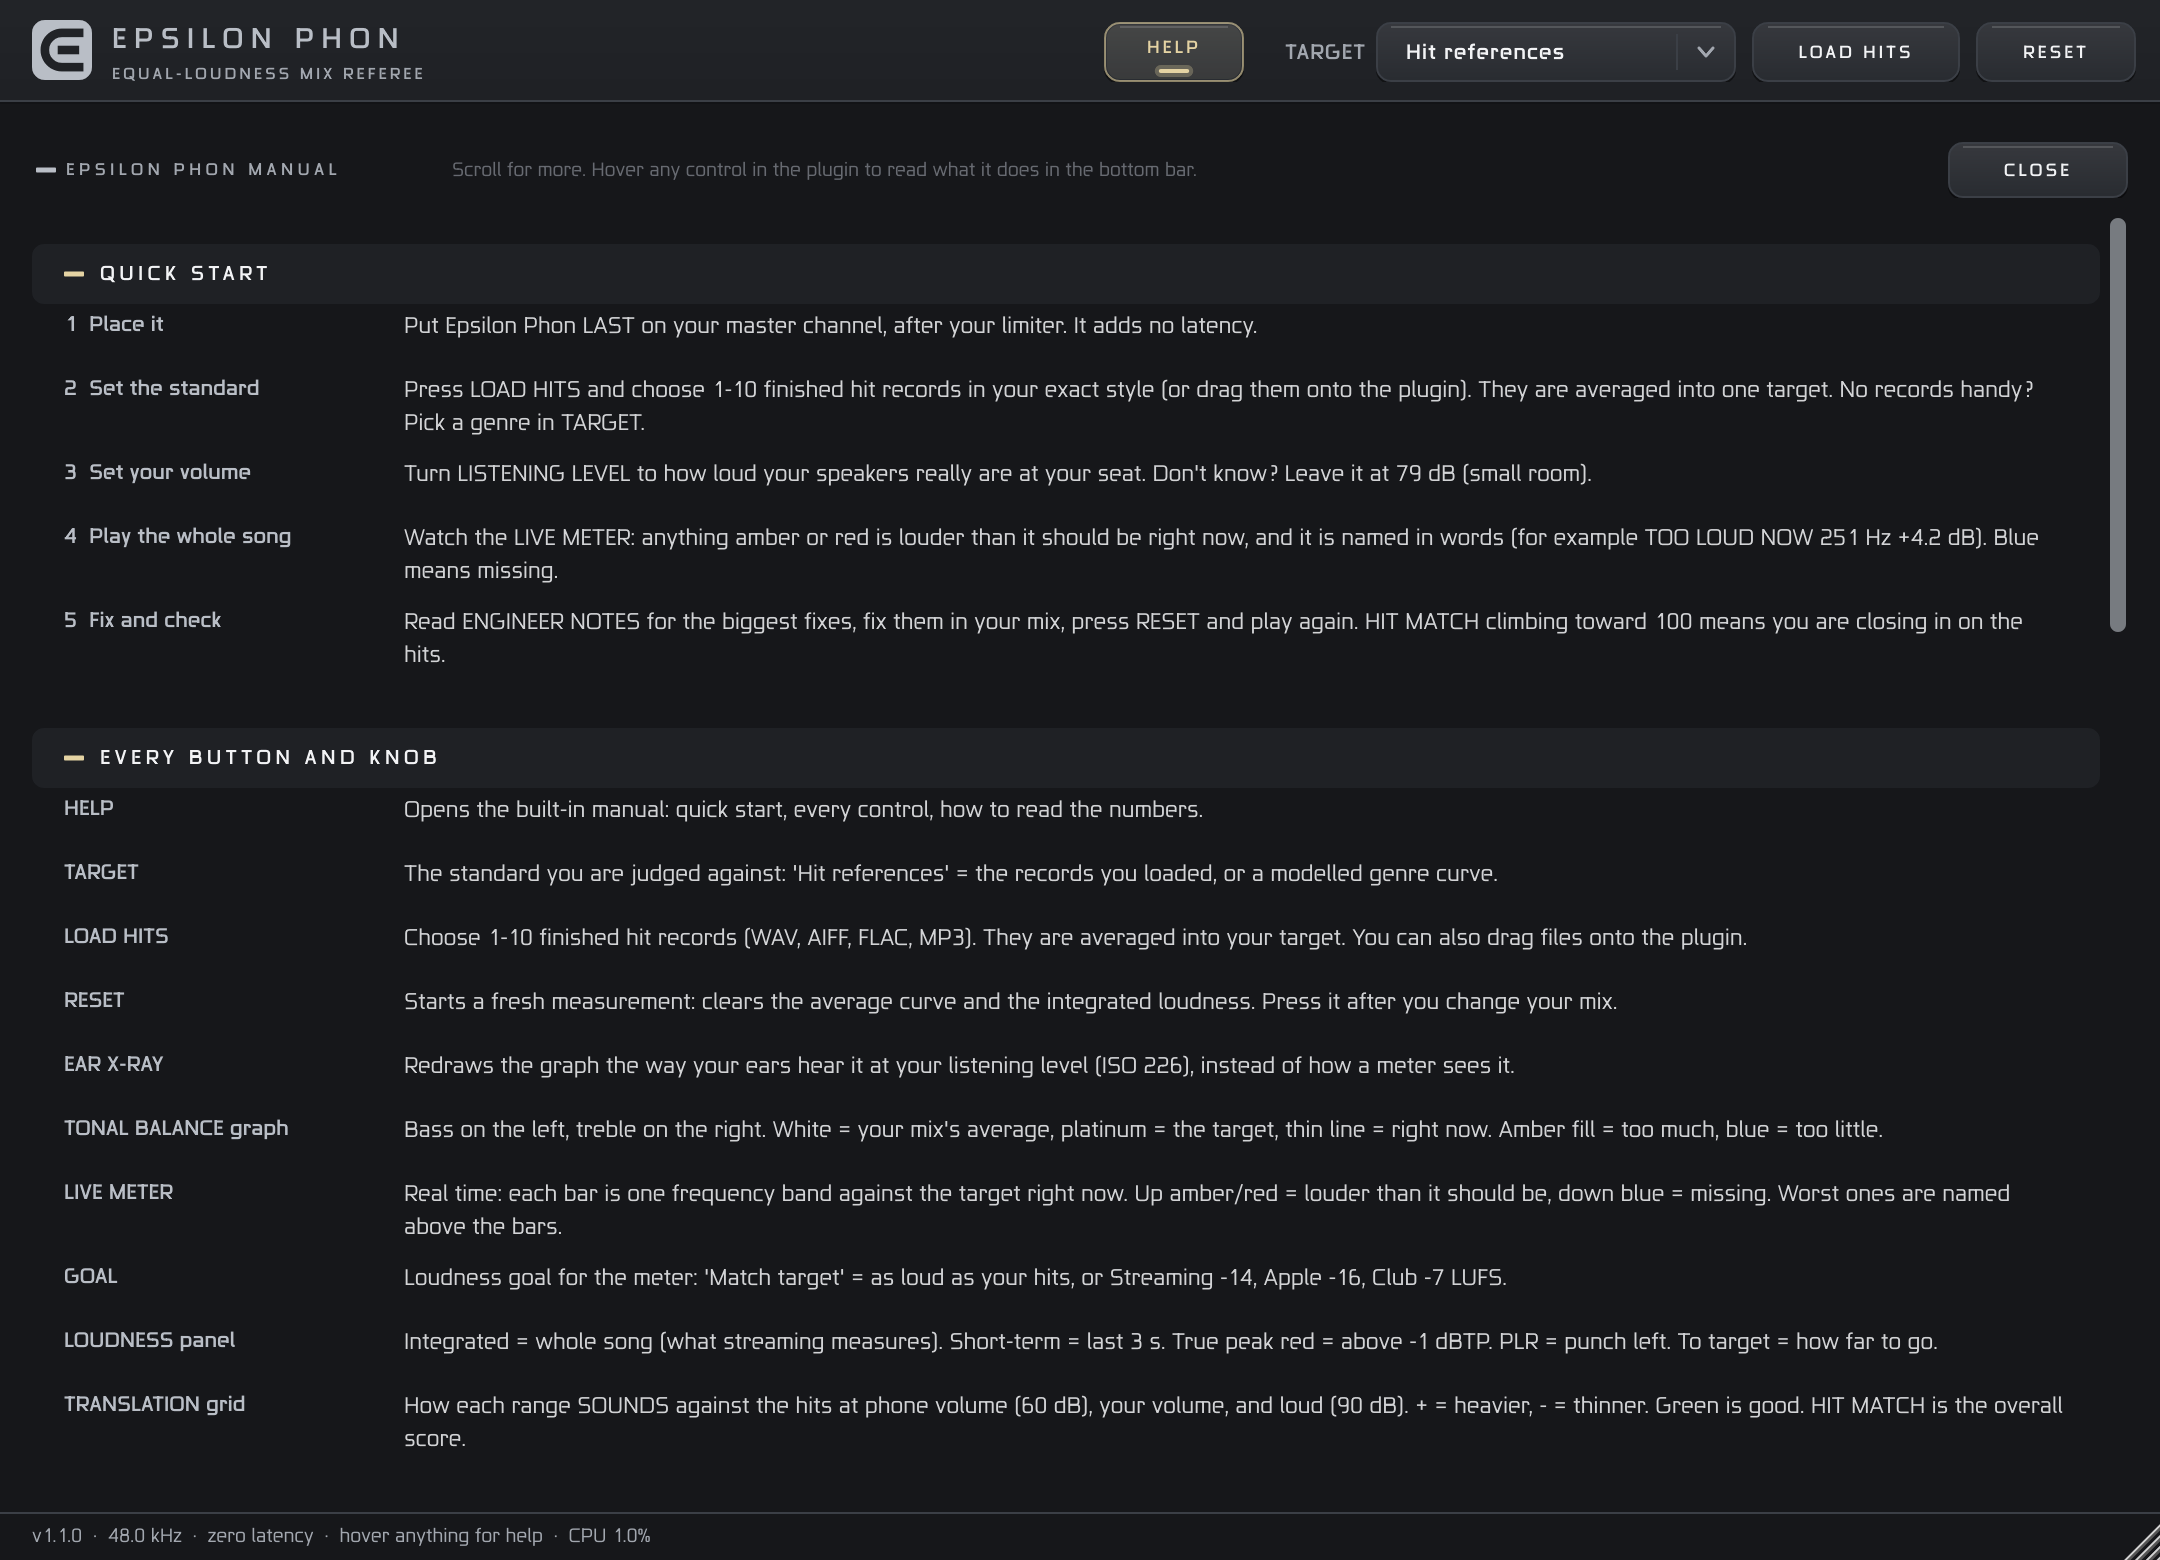 EPSILON PHON
EQUAL-LOUDNESS MIX REFEREE
HELP
TARGET
Hit references
LOAD HITS
RESET
EPSILON PHON MANUAL
Scroll for more. Hover any control in the plugin to read what it does in the bottom bar.
CLOSE
QUICK START
1 Place it
Put Epsilon Phon LAST on your master channel, after your limiter. It adds no latency.
2 Set the standard
Press LOAD HITS and choose 1-10 finished hit records in your exact style (or drag them onto the plugin). They are averaged into one target. No records handy?
Pick a genre in TARGET.
3 Set your volume
Turn LISTENING LEVEL to how loud your speakers really are at your seat. Don't know? Leave it at 79 dB (small room).
4 Play the whole song
Watch the LIVE METER: anything amber or red is louder than it should be right now, and it is named in words (for example TOO LOUD NOW 251 Hz +4.2 dB). Blue
means missing.
5 Fix and check
Read ENGINEER NOTES for the biggest fixes, fix them in your mix, press RESET and play again. HIT MATCH climbing toward 100 means you are closing in on the
hits.
EVERY BUTTON AND KNOB
HELP
Opens the built-in manual: quick start, every control, how to read the numbers.
TARGET
The standard you are judged against: 'Hit references' = the records you loaded, or a modelled genre curve.
LOAD HITS
Choose 1-10 finished hit records (WAV, AIFF, FLAC, MP3). They are averaged into your target. You can also drag files onto the plugin.
RESET
Starts a fresh measurement: clears the average curve and the integrated loudness. Press it after you change your mix.
EAR X-RAY
Redraws the graph the way your ears hear it at your listening level (ISO 226), instead of how a meter sees it.
TONAL BALANCE graph
Bass on the left, treble on the right. White = your mix's average, platinum = the target, thin line = right now. Amber fill = too much, blue = too little.
LIVE METER
Real time: each bar is one frequency band against the target right now. Up amber/red = louder than it should be, down blue = missing. Worst ones are named
above the bars.
GOAL
Loudness goal for the meter: 'Match target' = as loud as your hits, or Streaming -14, Apple -16, Club -7 LUFS.
LOUDNESS panel
Integrated = whole song (what streaming measures). Short-term = last 3 s. True peak red = above -1 dBTP. PLR = punch left. To target = how far to go.
TRANSLATION grid
How each range SOUNDS against the hits at phone volume (60 dB), your volume, and loud (90 dB). + = heavier, - = thinner. Green is good. HIT MATCH is the overall
score.
v1.1.0 · 48.0 kHz · zero latency · hover anything for help · CPU 1.0%